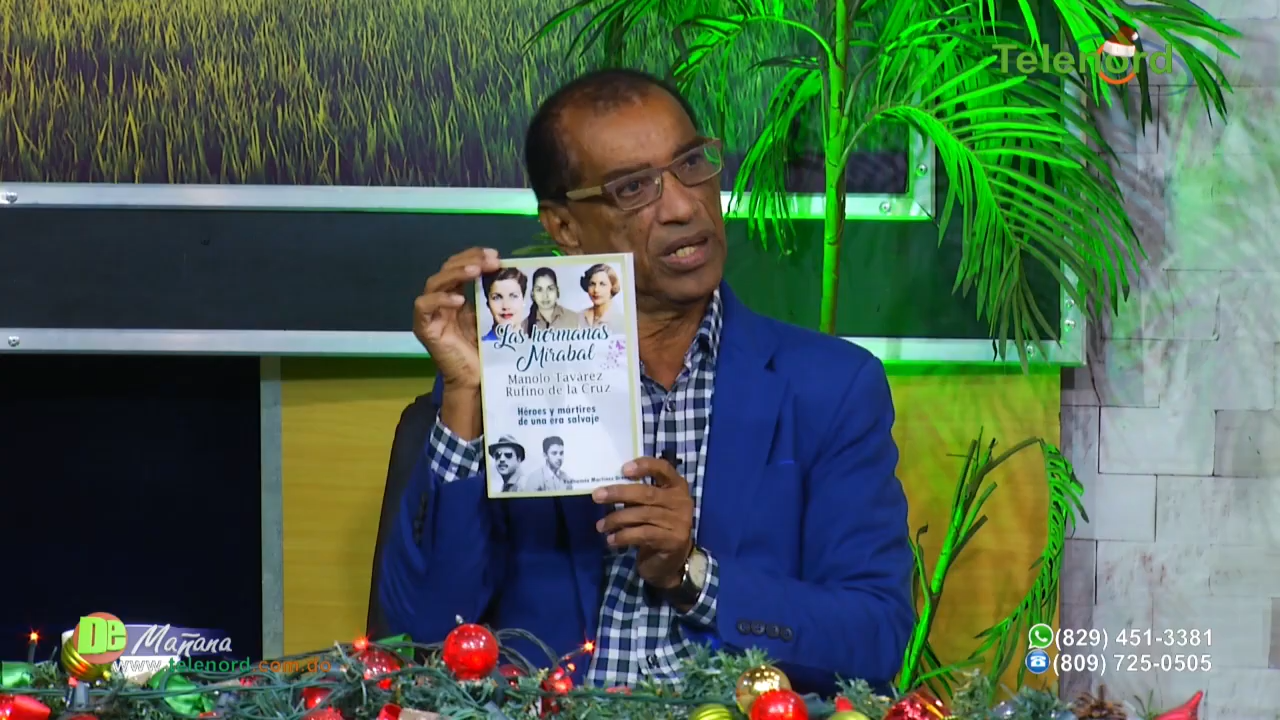 Telenord
Las hermanas
Mirabal
Manolo Tavárez
Rufino de la Cruz
Héroes y mártires
de una era salvaje
De Mañana
www.telenord.com.do
(829) 451-3381
(809) 725-0505